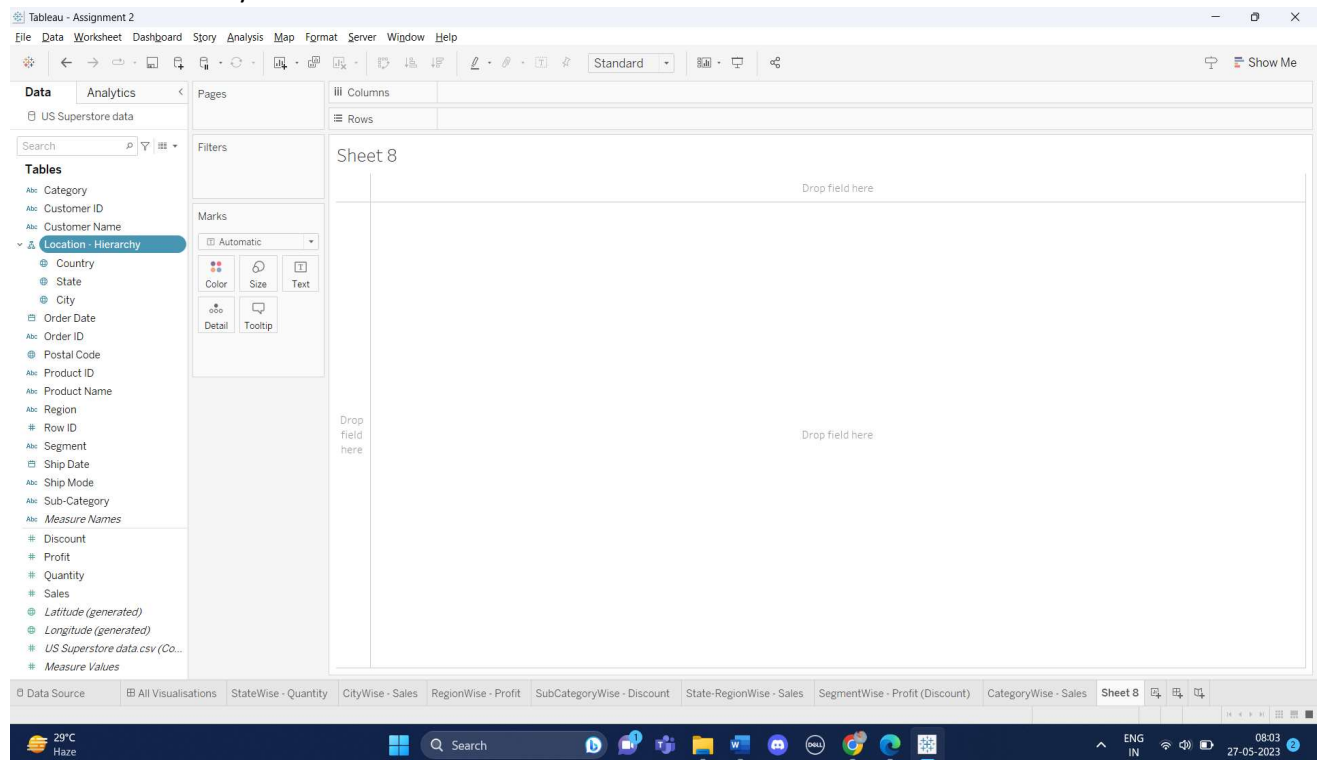 Tableau - Assignment 2
File Data Worksheet Dashboard Story Analysis Map Format Server Window Help
Standard
Show Me
Data Analytics
US Superstore data
Search
Tables
Abc Category
Abc Customer ID
Abc Customer Name
Location - Hierarchy
Country
State
City
Order Date
Abc Order ID
Postal Code
Abc Product ID
Abc Product Name
Abc Region
# Row ID
Abc Segment
Ship Date
Abc Ship Mode
Abc Sub-Category
Abc Measure Names
# Discount
# Profit
# Quantity
# Sales
Latitude (generated)
Longitude (generated)
# US Superstore data.csv (Co...
# Measure Values
Pages
Filters
Marks
Automatic
Color Size Text
Detail Tooltip
Columns
Rows
Sheet 8
Drop field here
Drop
field
here
Drop field here
Data Source All Visualisations StateWise - Quantity CityWise - Sales RegionWise - Profit SubCategoryWise - Discount State-RegionWise - Sales SegmentWise - Profit (Discount) CategoryWise - Sales Sheet 8
29°C
Haze
Search
DELL
ENG
IN
08:03
27-05-2023
2